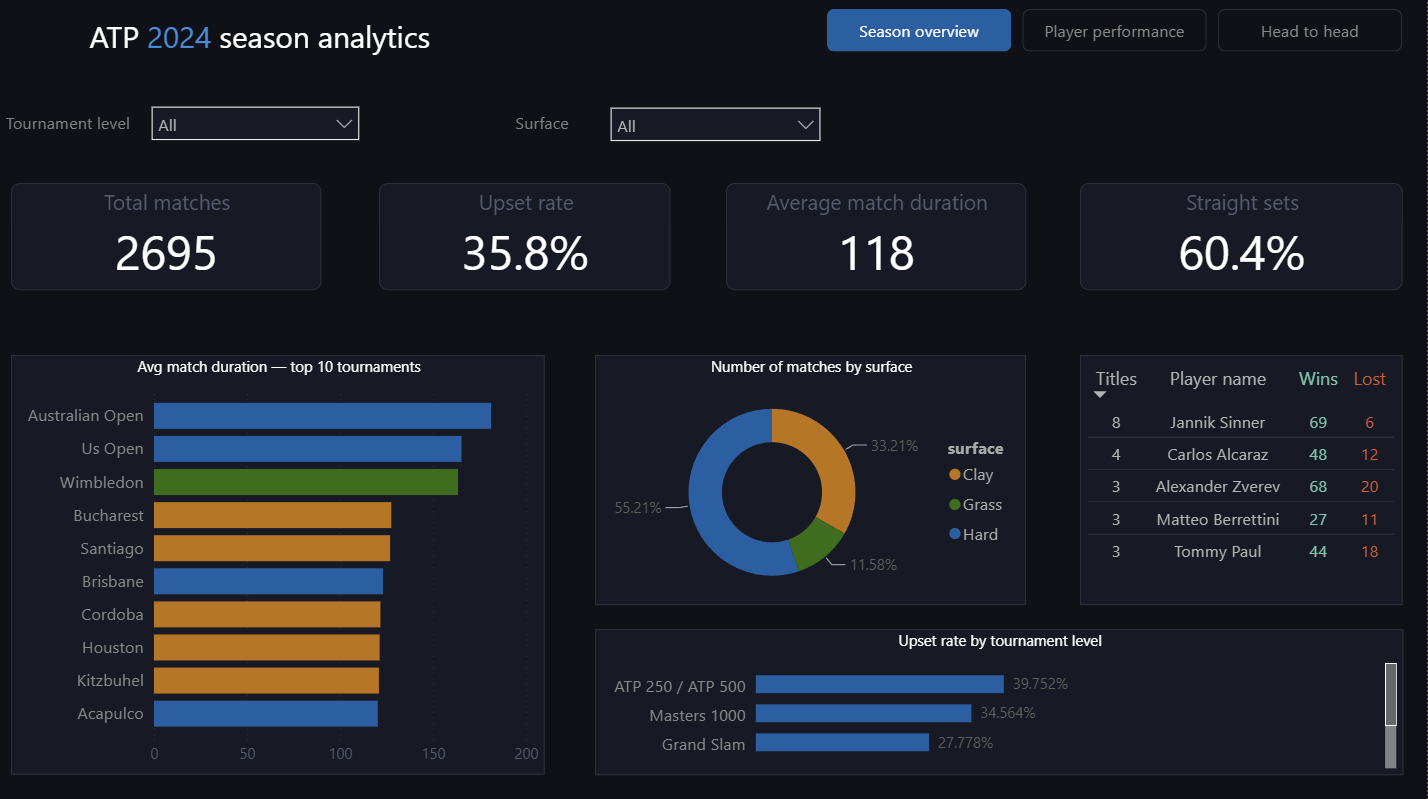 ATP 2024 season analytics
Season overview
Player performance
Head to head
Tournament level
All
Surface
All
Total matches
2695
Upset rate
35.8%
Average match duration
118
Straight sets
60.4%
Avg match duration — top 10 tournaments
Australian Open
Us Open
Wimbledon
Bucharest
Santiago
Brisbane
Cordoba
Houston
Kitzbuhel
Acapulco
0 50 100 150 200
Number of matches by surface
33.21%
55.21%
11.58%
surface
Clay
Grass
Hard
Titles Player name Wins Lost
8 Jannik Sinner 69 6
4 Carlos Alcaraz 48 12
3 Alexander Zverev 68 20
3 Matteo Berrettini 27 11
3 Tommy Paul 44 18
Upset rate by tournament level
ATP 250 / ATP 500 39.752%
Masters 1000 34.564%
Grand Slam 27.778%